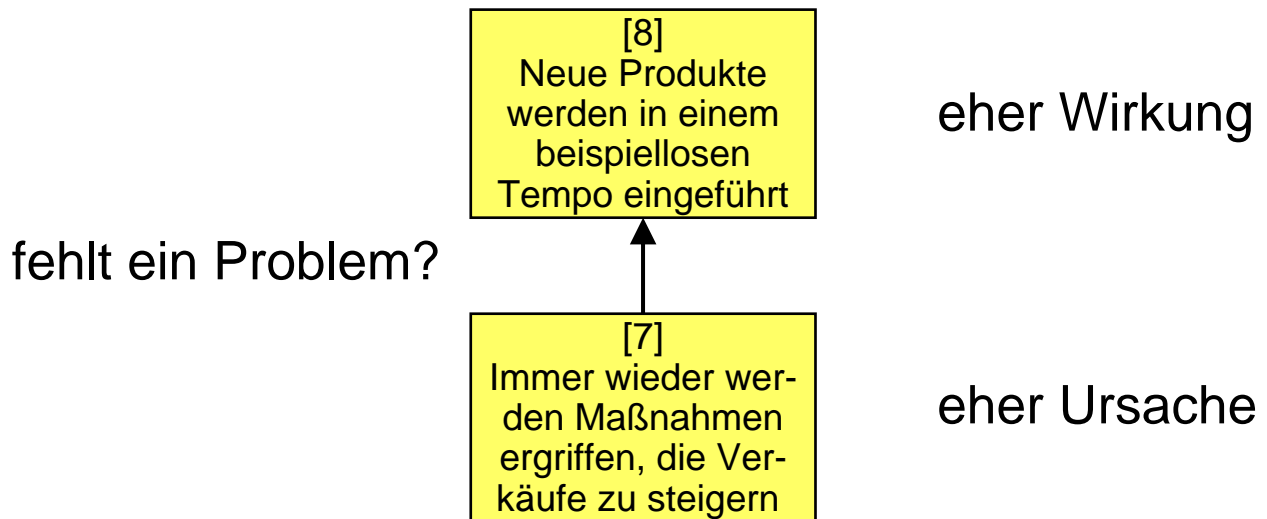 [8]
Neue Produkte
werden in einem
beispiellosen
Tempo eingeführt
eher Wirkung
fehlt ein Problem?
[7]
Immer wieder wer-
den Maßnahmen
ergriffen, die Ver-
käufe zu steigern
eher Ursache